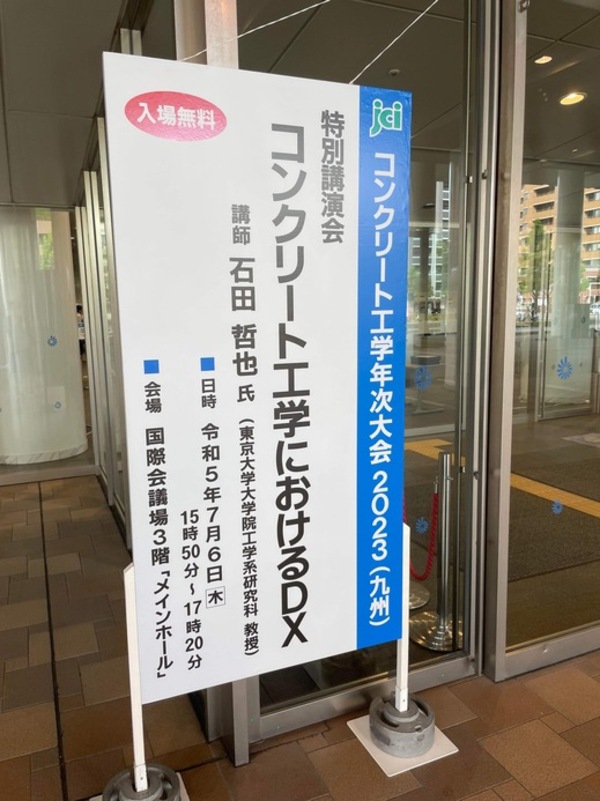 jci
コンクリート工学年次大会 2023(九州)
入場無料
特別講演会
コンクリート工学におけるDX
講師 石田 哲也 氏 (東京大学大学院工学系研究科 教授)
■日時 令和5年7月6日木
15時50分~17時20分
■会場 国際会議場3階「メインホール」